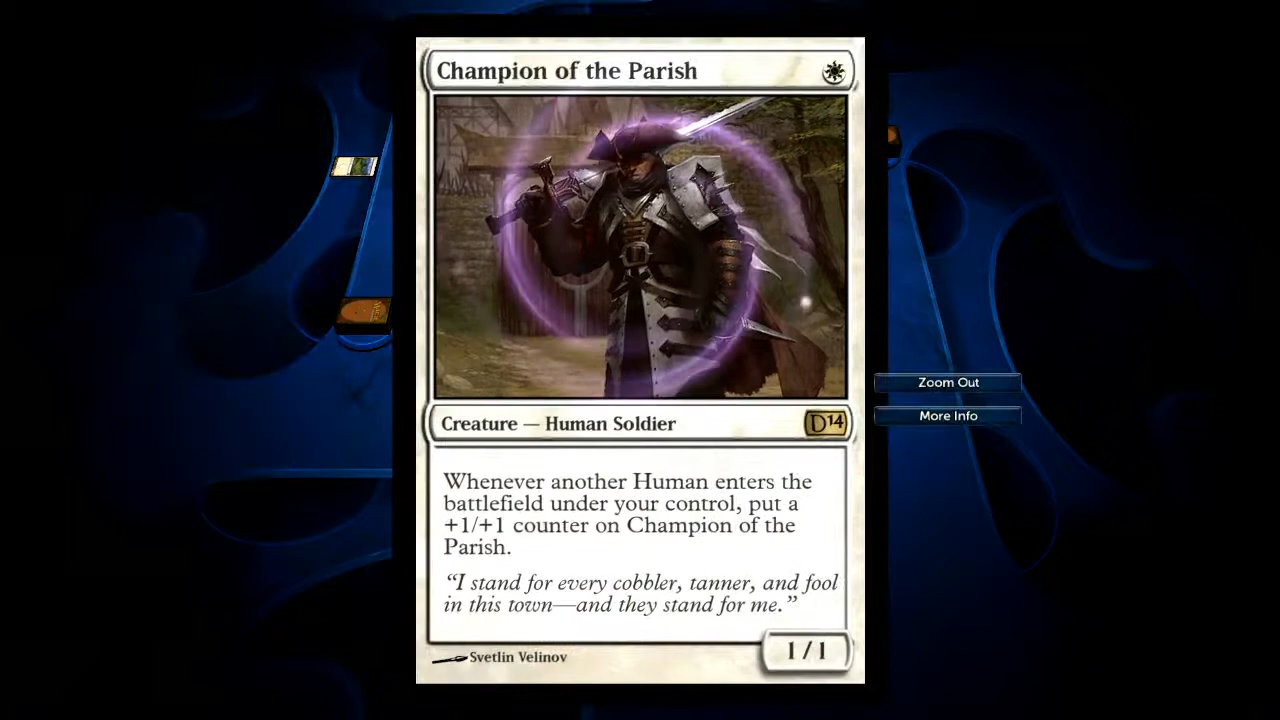 Champion of the Parish
Creature — Human Soldier
D14
Whenever another Human enters the
battlefield under your control, put a
+1/+1 counter on Champion of the
Parish.
“I stand for every cobbler, tanner, and fool
in this town—and they stand for me.”
1/1
Svetlin Velinov
Zoom Out
More Info